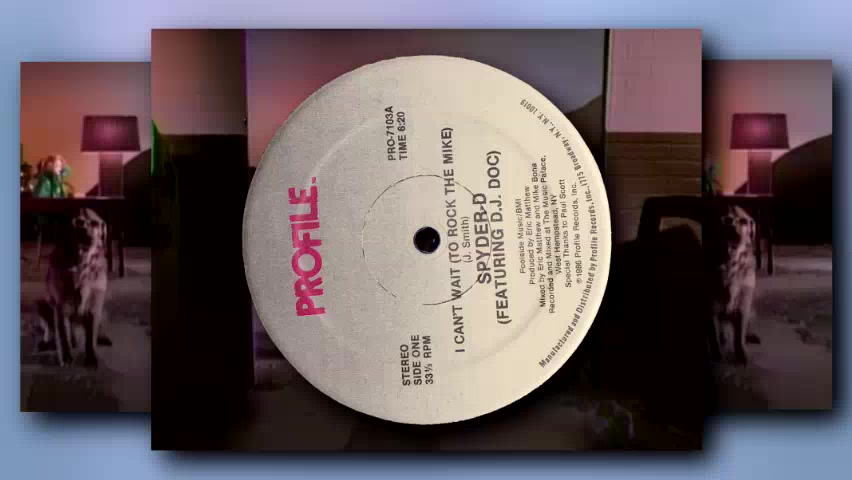 PROFILE™
STEREO
SIDE ONE
33⅓ RPM
PRO-7103A
TIME 6:20
I CAN'T WAIT (TO ROCK THE MIKE)
(J. Smith)
SPYDER-D
(FEATURING D.J. DOC)
Poolside Music/BMI
Produced by Eric Matthew
Mixed by Eric Matthew and Mike Bona
Recorded and Mixed at The Music Palace,
West Hempstead, NY
Special Thanks to Paul Scott
©1986 Profile Records, Inc.
Manufactured and Distributed by Profile Records, Inc., 1775 Broadway, N.Y., N.Y. 10019